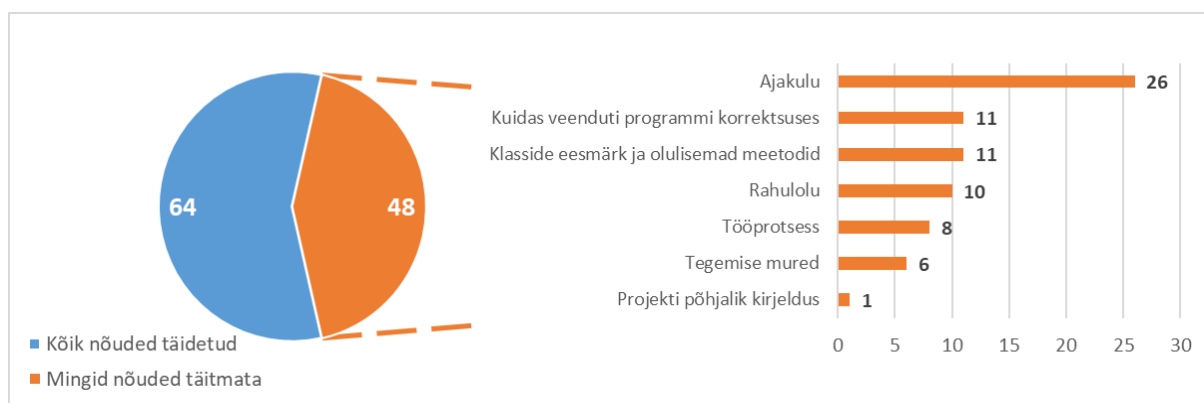 64
48
Kõik nõuded täidetud
Mingid nõuded täitmata
Ajakulu 26
Kuidas veenduti programmi korrektsuses 11
Klasside eesmärk ja olulisemad meetodid 11
Rahulolu 10
Tööprotsess 8
Tegemise mured 6
Projekti põhjalik kirjeldus 1
0 5 10 15 20 25 30